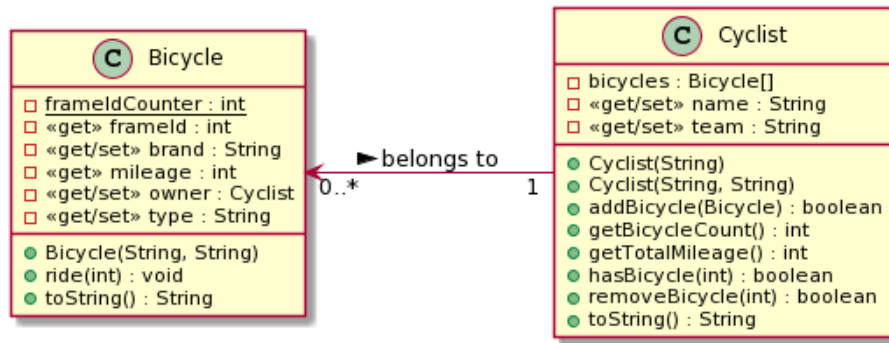 C Bicycle
frameIdCounter : int
«get» frameId : int
«get/set» brand : String
«get» mileage : int
«get/set» owner : Cyclist
«get/set» type : String
Bicycle(String, String)
ride(int) : void
toString() : String
belongs to
0..*
1
C Cyclist
bicycles : Bicycle[]
«get/set» name : String
«get/set» team : String
Cyclist(String)
Cyclist(String, String)
addBicycle(Bicycle) : boolean
getBicycleCount() : int
getTotalMileage() : int
hasBicycle(int) : boolean
removeBicycle(int) : boolean
toString() : String